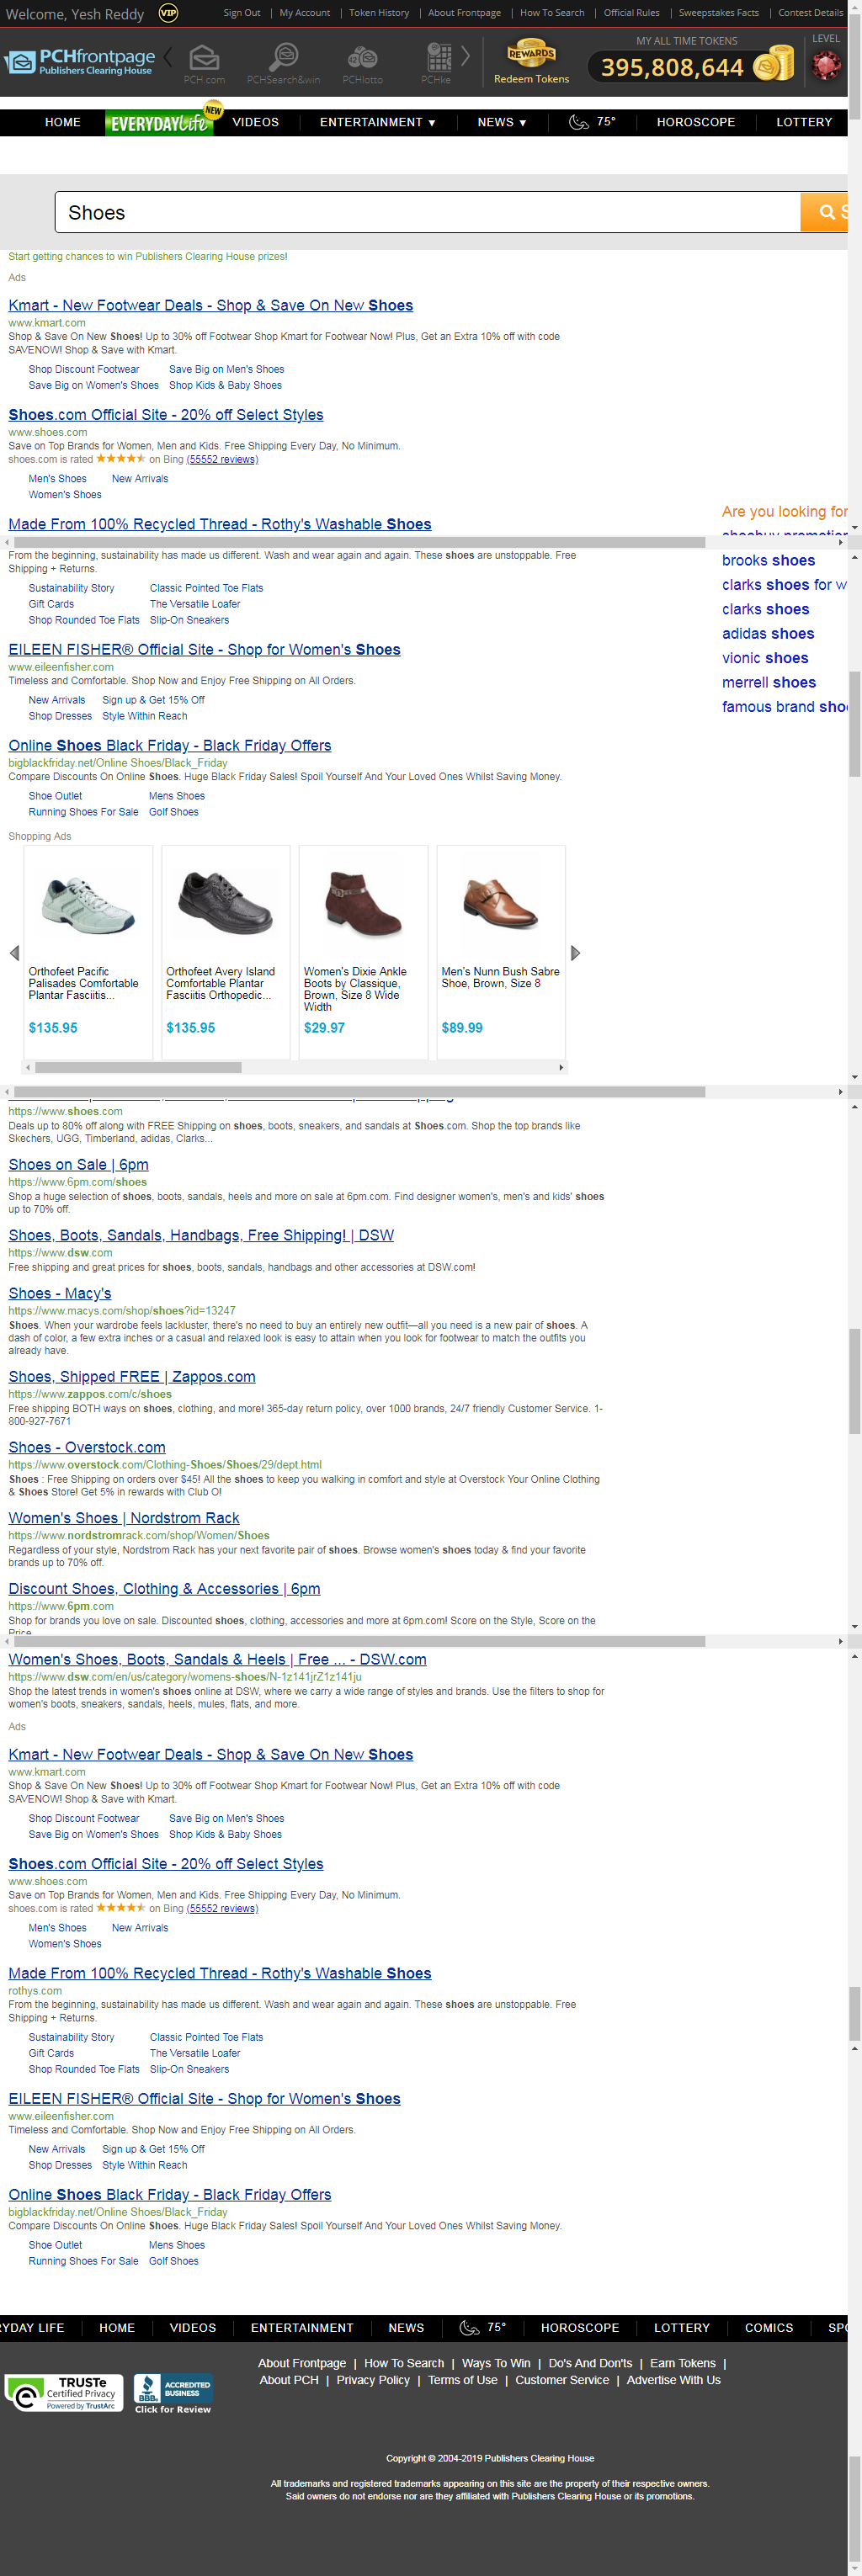 Welcome, Yesh Reddy VIP Sign Out | My Account | Token History | About Frontpage | How To Search | Official Rules | Sweepstakes Facts | Contest Details
PCHfrontpage
Publishers Clearing House
PCH.com PCHSearch&win PCHlotto PCHke
REWARDS
Redeem Tokens
MY ALL TIME TOKENS
395,808,644
LEVEL
HOME EVERYDAYLife NEW VIDEOS ENTERTAINMENT ▼ NEWS ▼ 75° HOROSCOPE LOTTERY
Shoes
S
Start getting chances to win Publishers Clearing House prizes!
Ads
Kmart - New Footwear Deals - Shop & Save On New Shoes
www.kmart.com
Shop & Save On New Shoes! Up to 30% off Footwear Shop Kmart for Footwear Now! Plus, Get an Extra 10% off with code
SAVENOW! Shop & Save with Kmart.
Shop Discount Footwear Save Big on Men's Shoes
Save Big on Women's Shoes Shop Kids & Baby Shoes
Shoes.com Official Site - 20% off Select Styles
www.shoes.com
Save on Top Brands for Women, Men and Kids. Free Shipping Every Day, No Minimum.
shoes.com is rated on Bing (55552 reviews)
Men's Shoes New Arrivals
Women's Shoes
Are you looking for
Made From 100% Recycled Thread - Rothy's Washable Shoes
From the beginning, sustainability has made us different. Wash and wear again and again. These shoes are unstoppable. Free
Shipping + Returns.
Sustainability Story Classic Pointed Toe Flats
Gift Cards The Versatile Loafer
Shop Rounded Toe Flats Slip-On Sneakers
brooks shoes
clarks shoes for w
clarks shoes
adidas shoes
vionic shoes
merrell shoes
famous brand sho
EILEEN FISHER® Official Site - Shop for Women's Shoes
www.eileenfisher.com
Timeless and Comfortable. Shop Now and Enjoy Free Shipping on All Orders.
New Arrivals Sign up & Get 15% Off
Shop Dresses Style Within Reach
Online Shoes Black Friday - Black Friday Offers
bigblackfriday.net/Online Shoes/Black_Friday
Compare Discounts On Online Shoes. Huge Black Friday Sales! Spoil Yourself And Your Loved Ones Whilst Saving Money.
Shoe Outlet Mens Shoes
Running Shoes For Sale Golf Shoes
Shopping Ads
Orthofeet Pacific
Palisades Comfortable
Plantar Fasciitis...
$135.95
Orthofeet Avery Island
Comfortable Plantar
Fasciitis Orthopedic...
$135.95
Women's Dixie Ankle
Boots by Classique,
Brown, Size 8 Wide
Width
$29.97
Men's Nunn Bush Sabre
Shoe, Brown, Size 8
$89.99
https://www.shoes.com
Deals up to 80% off along with FREE Shipping on shoes, boots, sneakers, and sandals at Shoes.com. Shop the top brands like
Skechers, UGG, Timberland, adidas, Clarks...
Shoes on Sale | 6pm
https://www.6pm.com/shoes
Shop a huge selection of shoes, boots, sandals, heels and more on sale at 6pm.com. Find designer women's, men's and kids' shoes
up to 70% off.
Shoes, Boots, Sandals, Handbags, Free Shipping! | DSW
https://www.dsw.com
Free shipping and great prices for shoes, boots, sandals, handbags and other accessories at DSW.com!
Shoes - Macy's
https://www.macys.com/shop/shoes?id=13247
Shoes. When your wardrobe feels lackluster, there's no need to buy an entirely new outfit—all you need is a new pair of shoes. A
dash of color, a few extra inches or a casual and relaxed look is easy to attain when you look for footwear to match the outfits you
already have.
Shoes, Shipped FREE | Zappos.com
https://www.zappos.com/c/shoes
Free shipping BOTH ways on shoes, clothing, and more! 365-day return policy, over 1000 brands, 24/7 friendly Customer Service. 1-
800-927-7671
Shoes - Overstock.com
https://www.overstock.com/Clothing-Shoes/Shoes/29/dept.html
Shoes : Free Shipping on orders over $45! All the shoes to keep you walking in comfort and style at Overstock Your Online Clothing
& Shoes Store! Get 5% in rewards with Club O!
Women's Shoes | Nordstrom Rack
https://www.nordstromrack.com/shop/Women/Shoes
Regardless of your style, Nordstrom Rack has your next favorite pair of shoes. Browse women's shoes today & find your favorite
brands up to 70% off.
Discount Shoes, Clothing & Accessories | 6pm
https://www.6pm.com
Shop for brands you love on sale. Discounted shoes, clothing, accessories and more at 6pm.com! Score on the Style, Score on the
Price
Women's Shoes, Boots, Sandals & Heels | Free ... - DSW.com
https://www.dsw.com/en/us/category/womens-shoes/N-1z141jrZ1z141ju
Shop the latest trends in women's shoes online at DSW, where we carry a wide range of styles and brands. Use the filters to shop for
women's boots, sneakers, sandals, heels, mules, flats, and more.
Ads
Kmart - New Footwear Deals - Shop & Save On New Shoes
www.kmart.com
Shop & Save On New Shoes! Up to 30% off Footwear Shop Kmart for Footwear Now! Plus, Get an Extra 10% off with code
SAVENOW! Shop & Save with Kmart.
Shop Discount Footwear Save Big on Men's Shoes
Save Big on Women's Shoes Shop Kids & Baby Shoes
Shoes.com Official Site - 20% off Select Styles
www.shoes.com
Save on Top Brands for Women, Men and Kids. Free Shipping Every Day, No Minimum.
shoes.com is rated on Bing (55552 reviews)
Men's Shoes New Arrivals
Women's Shoes
Made From 100% Recycled Thread - Rothy's Washable Shoes
rothys.com
From the beginning, sustainability has made us different. Wash and wear again and again. These shoes are unstoppable. Free
Shipping + Returns.
Sustainability Story Classic Pointed Toe Flats
Gift Cards The Versatile Loafer
Shop Rounded Toe Flats Slip-On Sneakers
EILEEN FISHER® Official Site - Shop for Women's Shoes
www.eileenfisher.com
Timeless and Comfortable. Shop Now and Enjoy Free Shipping on All Orders.
New Arrivals Sign up & Get 15% Off
Shop Dresses Style Within Reach
Online Shoes Black Friday - Black Friday Offers
bigblackfriday.net/Online Shoes/Black_Friday
Compare Discounts On Online Shoes. Huge Black Friday Sales! Spoil Yourself And Your Loved Ones Whilst Saving Money.
Shoe Outlet Mens Shoes
Running Shoes For Sale Golf Shoes
RYDAY LIFE HOME VIDEOS ENTERTAINMENT NEWS 75° HOROSCOPE LOTTERY COMICS SPO
About Frontpage | How To Search | Ways To Win | Do's And Don'ts | Earn Tokens |
About PCH | Privacy Policy | Terms of Use | Customer Service | Advertise With Us
TRUSTe
Certified Privacy
Powered by TrustArc
BBB. ACCREDITED
BUSINESS
Click for Review
Copyright © 2004-2019 Publishers Clearing House
All trademarks and registered trademarks appearing on this site are the property of their respective owners.
Said owners do not endorse nor are they affiliated with Publishers Clearing House or its promotions.